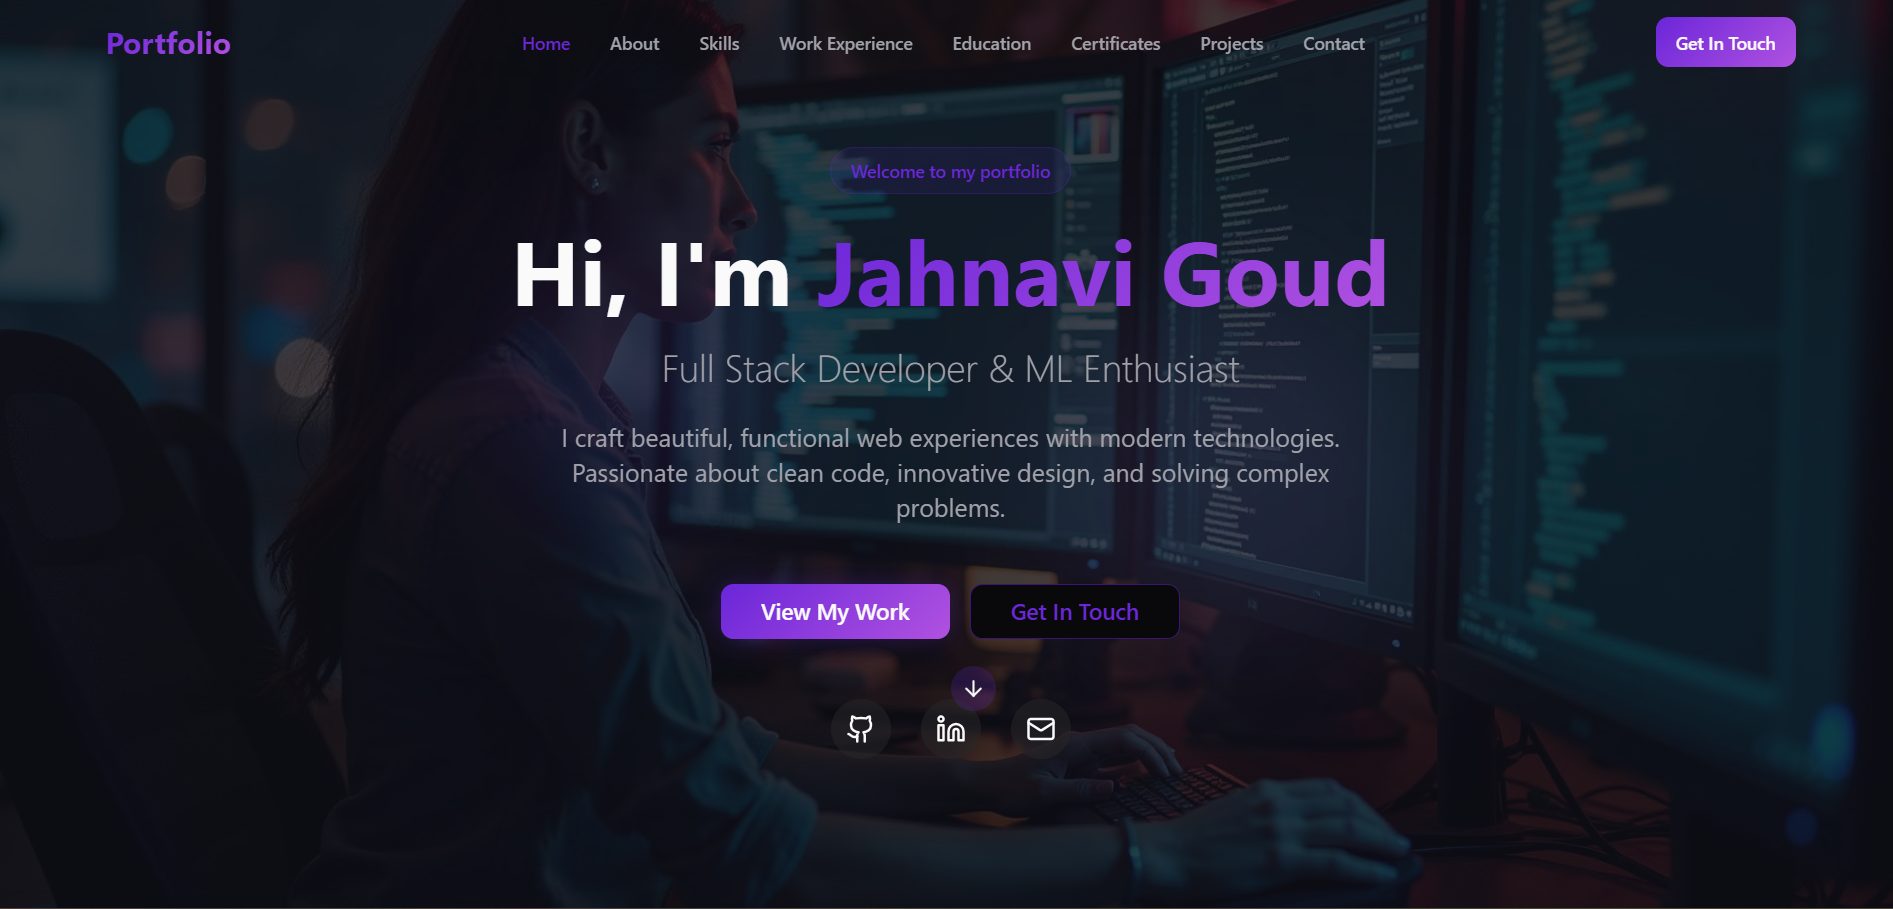 Portfolio
Home About Skills Work Experience Education Certificates Projects Contact
Get In Touch
Welcome to my portfolio
Hi, I'm Jahnavi Goud
Full Stack Developer & ML Enthusiast
I craft beautiful, functional web experiences with modern technologies.
Passionate about clean code, innovative design, and solving complex
problems.
View My Work
Get In Touch